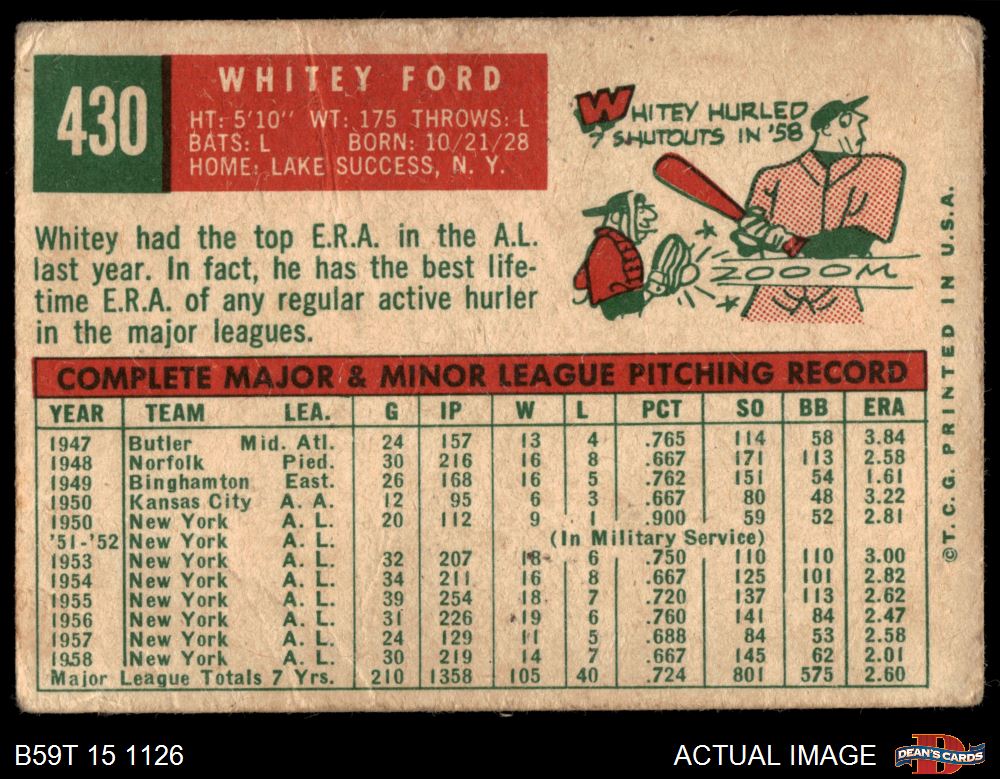 430
WHITEY FORD
HT: 5'10" WT: 175 THROWS: L
BATS: L BORN: 10/21/28
HOME: LAKE SUCCESS, N. Y.
WHITEY HURLED
7 SHUTOUTS IN '58
ZOOOM
Whitey had the top E.R.A. in the A.L.
last year. In fact, he has the best life-
time E.R.A. of any regular active hurler
in the major leagues.
COMPLETE MAJOR & MINOR LEAGUE PITCHING RECORD
YEAR TEAM LEA. G IP W L PCT SO BB ERA
1947 Butler Mid. Atl. 24 157 13 4 .765 114 58 3.84
1948 Norfolk Pied. 30 216 16 8 .667 171 113 2.58
1949 Binghamton East. 26 168 16 5 .762 151 54 1.61
1950 Kansas City A. A. 12 95 6 3 .667 80 48 3.22
1950 New York A. L. 20 112 9 1 .900 59 52 2.81
'51-'52 New York A. L. (In Military Service)
1953 New York A. L. 32 207 18 6 .750 110 110 3.00
1954 New York A. L. 34 211 16 8 .667 125 101 2.82
1955 New York A. L. 39 254 18 7 .720 137 113 2.62
1956 New York A. L. 31 226 19 6 .760 141 84 2.47
1957 New York A. L. 24 129 11 5 .688 84 53 2.58
1958 New York A. L. 30 219 14 7 .667 145 62 2.01
Major League Totals 7 Yrs. 210 1358 105 40 .724 801 575 2.60
©T. C. G. PRINTED IN U.S.A.
B59T 15 1126
ACTUAL IMAGE
D
DEAN'S CARDS